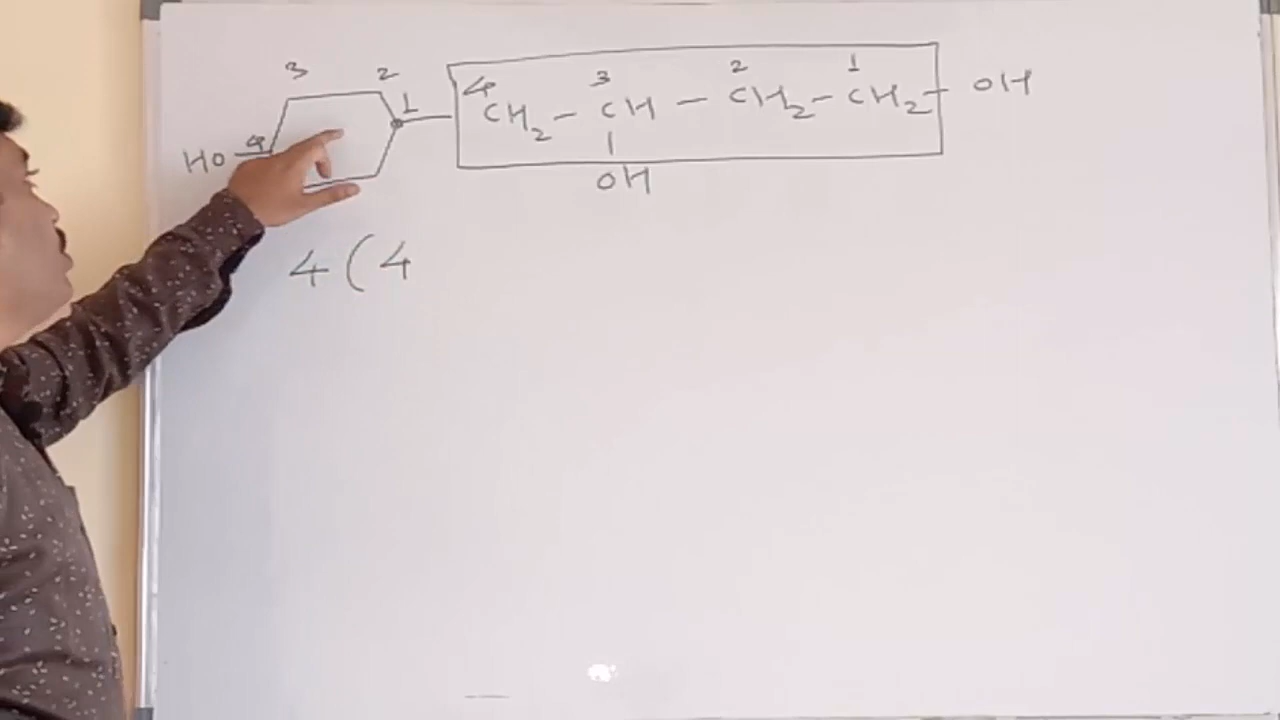 3 2 1 4 3 2 1
HO 4 CH2 - CH - CH2 - CH2 - OH
OH
4 (4